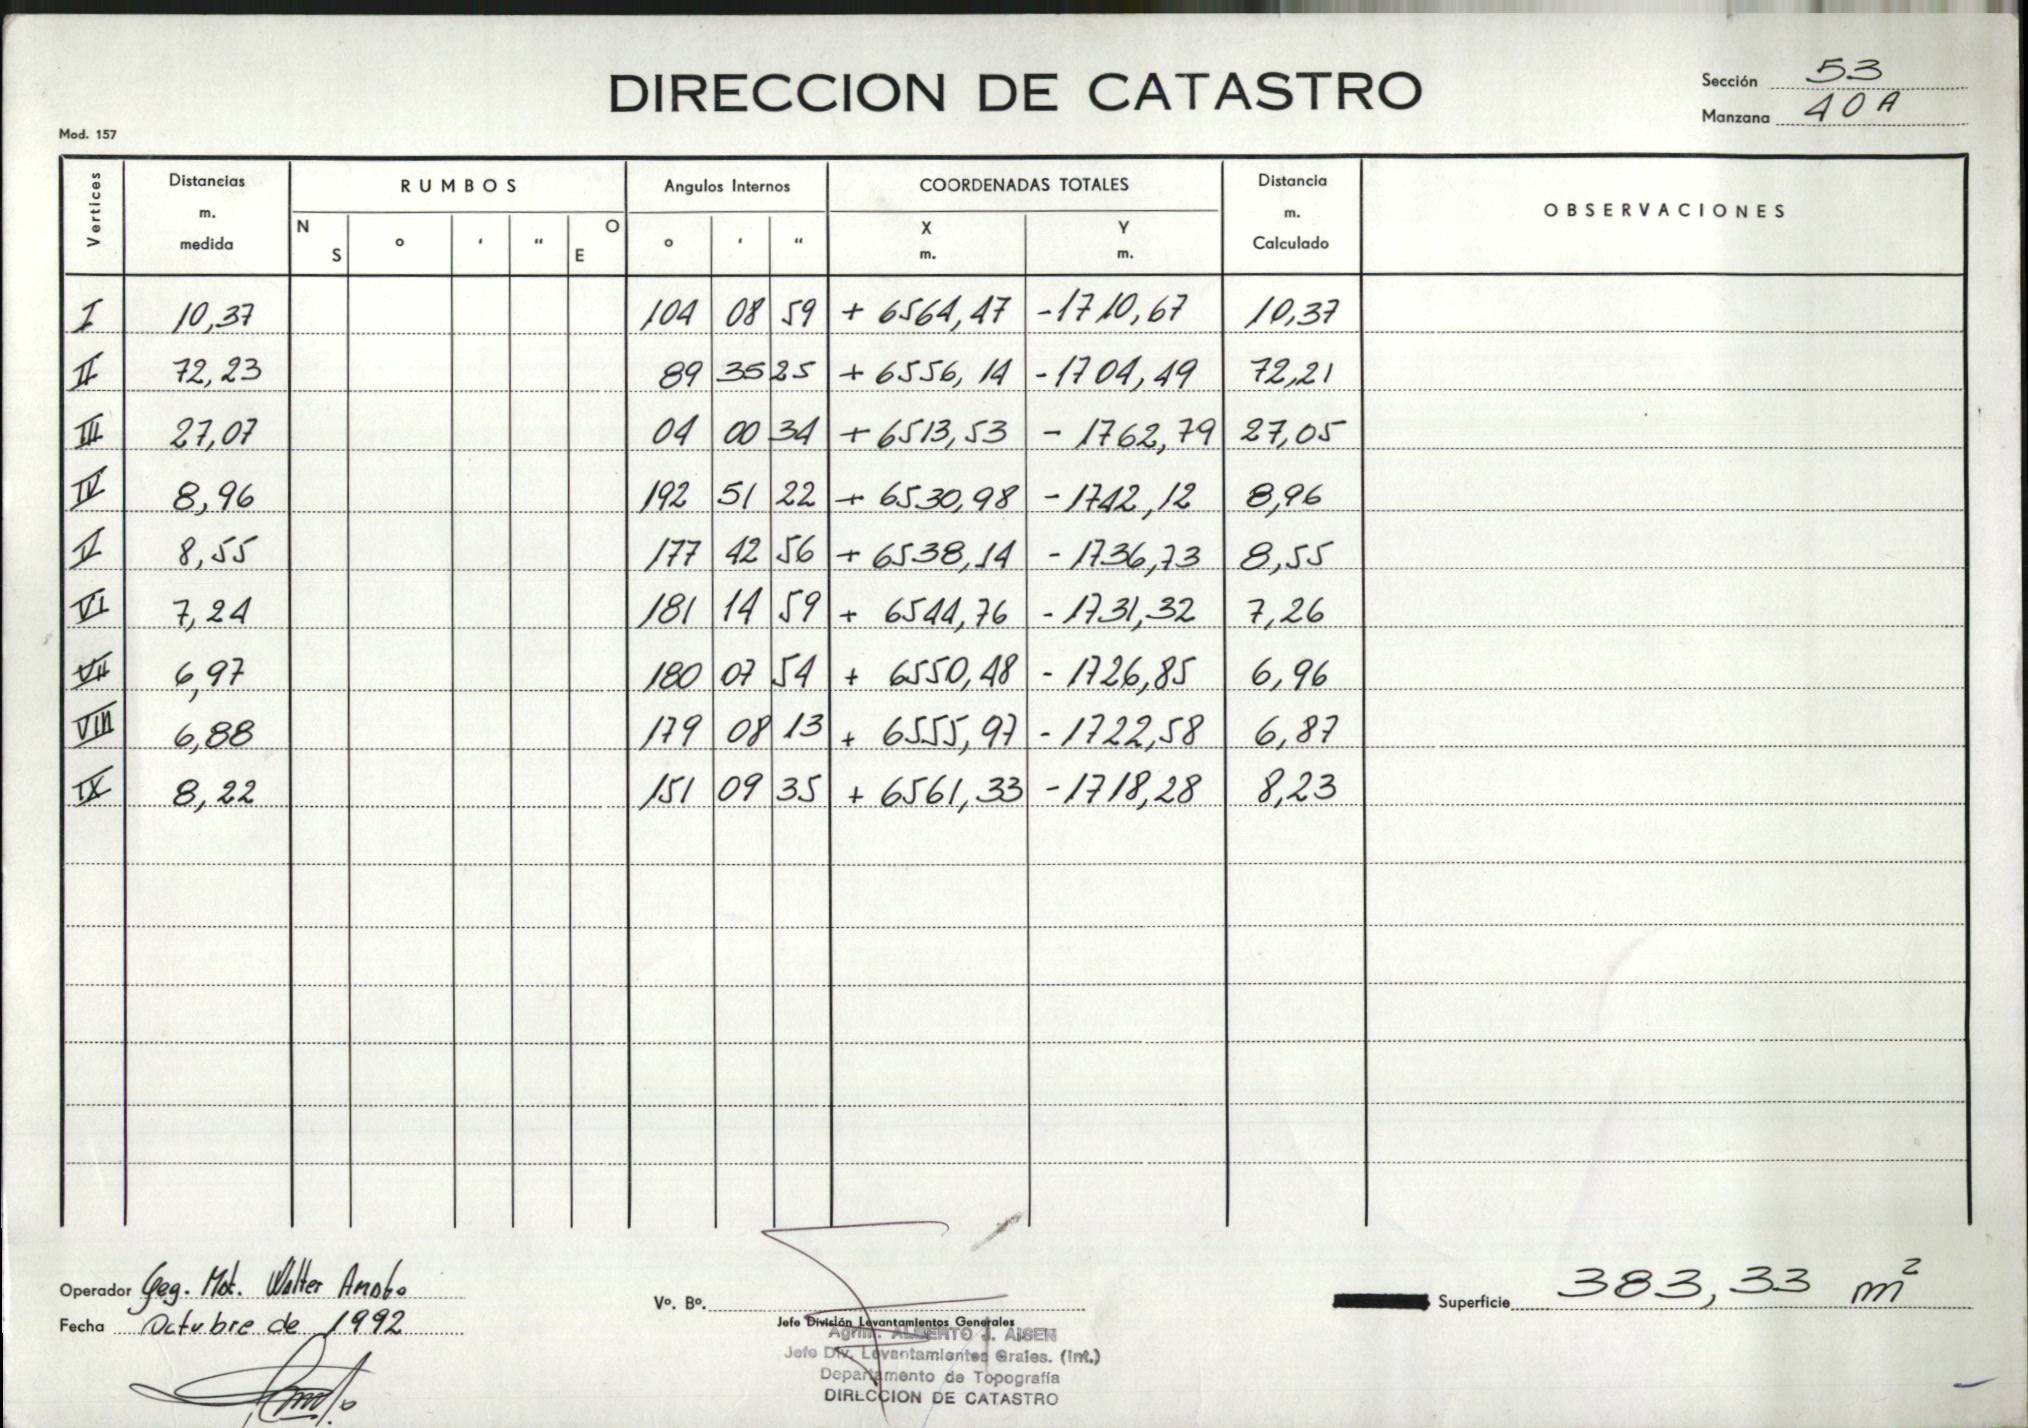 DIRECCION DE CATASTRO
Sección 53
Manzana 40 A
Mod. 157
Vertices Distancias m. medida RUMBOS Angulos Internos COORDENADAS TOTALES Distancia m. Calculado OBSERVACIONES
N S ° ' " E O ° ' " X m. Y m.
I 10,37 104 08 59 + 6564,47 -1710,67 10,37
II 72,23 89 35 25 + 6556,14 -1704,49 72,21
III 27,07 04 00 34 + 6513,53 - 1762,79 27,05
IV 8,96 192 51 22 + 6530,98 - 1742,12 8,96
V 8,55 177 42 56 + 6538,14 - 1736,73 8,55
VI 7,24 181 14 59 + 6544,76 - 1731,32 7,26
VII 6,97 180 07 54 + 6550,48 - 1726,85 6,96
VIII 6,88 179 08 13 + 6555,97 - 1722,58 6,87
IX 8,22 151 09 35 + 6561,33 -1718,28 8,23
Operador Geg. Mat. Walter
Fecha Octubre de 1992
Vº. Bº.
Jefe División Levantamientos Generales
Agrim. ALBERTO J. AISEN
Jefe Div. Levantamientos Grales. (Int.)
Departamento de Topografía
DIRECCION DE CATASTRO
Superficie 383,33 m²